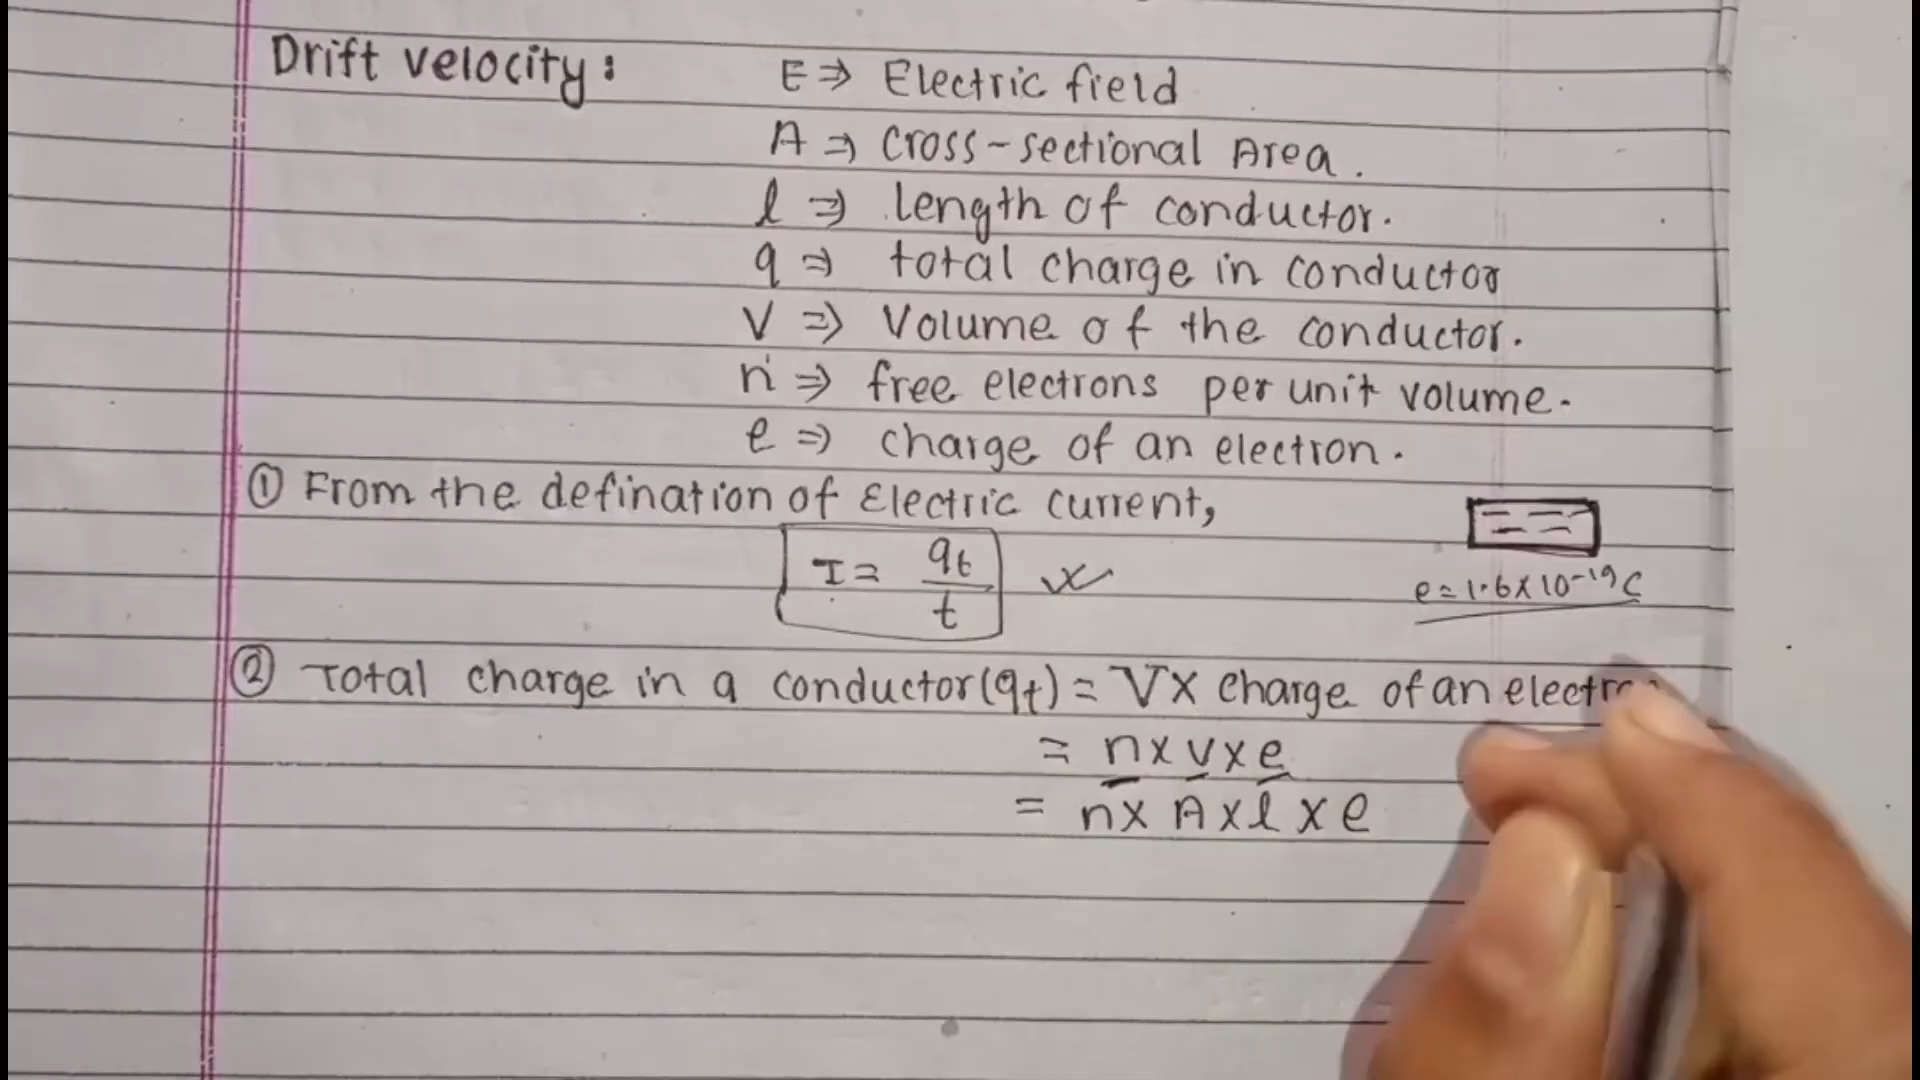 Drift velocity:
E ⇒ Electric field
A ⇒ Cross-sectional Area.
l ⇒ length of conductor.
q ⇒ total charge in conductor
V ⇒ Volume of the conductor.
n ⇒ free electrons per unit volume.
e ⇒ charge of an electron.
① From the defination of Electric current,
I = qt/t
e = 1.6 x 10⁻¹⁹ C
② Total charge in a conductor (qt) = V x charge of an
= n x v x e
= n x A x l x e